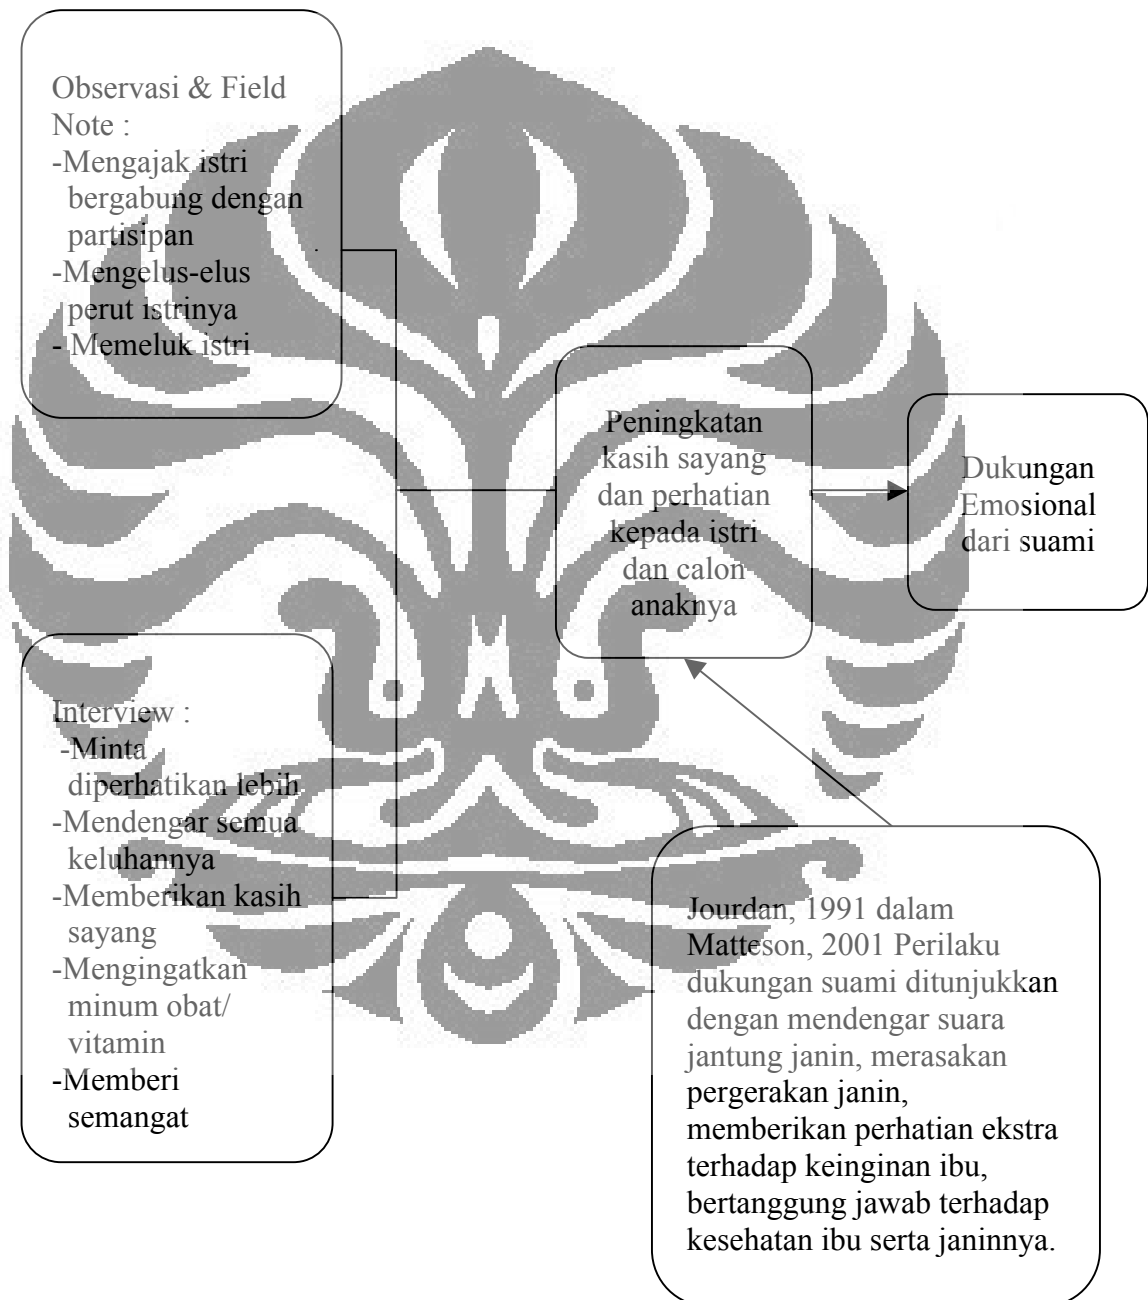 Observasi & Field
Note :
-Mengajak istri
bergabung dengan
partisipan
-Mengelus-elus
perut istrinya
- Memeluk istri
Peningkatan
kasih sayang
dan perhatian
kepada istri
dan calon
anaknya
Dukungan
Emosional
dari suami
Interview :
-Minta
diperhatikan lebih
-Mendengar semua
keluhannya
-Memberikan kasih
sayang
-Mengingatkan
minum obat/
vitamin
-Memberi
semangat
Jourdan, 1991 dalam
Matteson, 2001 Perilaku
dukungan suami ditunjukkan
dengan mendengar suara
jantung janin, merasakan
pergerakan janin,
memberikan perhatian ekstra
terhadap keinginan ibu,
bertanggung jawab terhadap
kesehatan ibu serta janinnya.